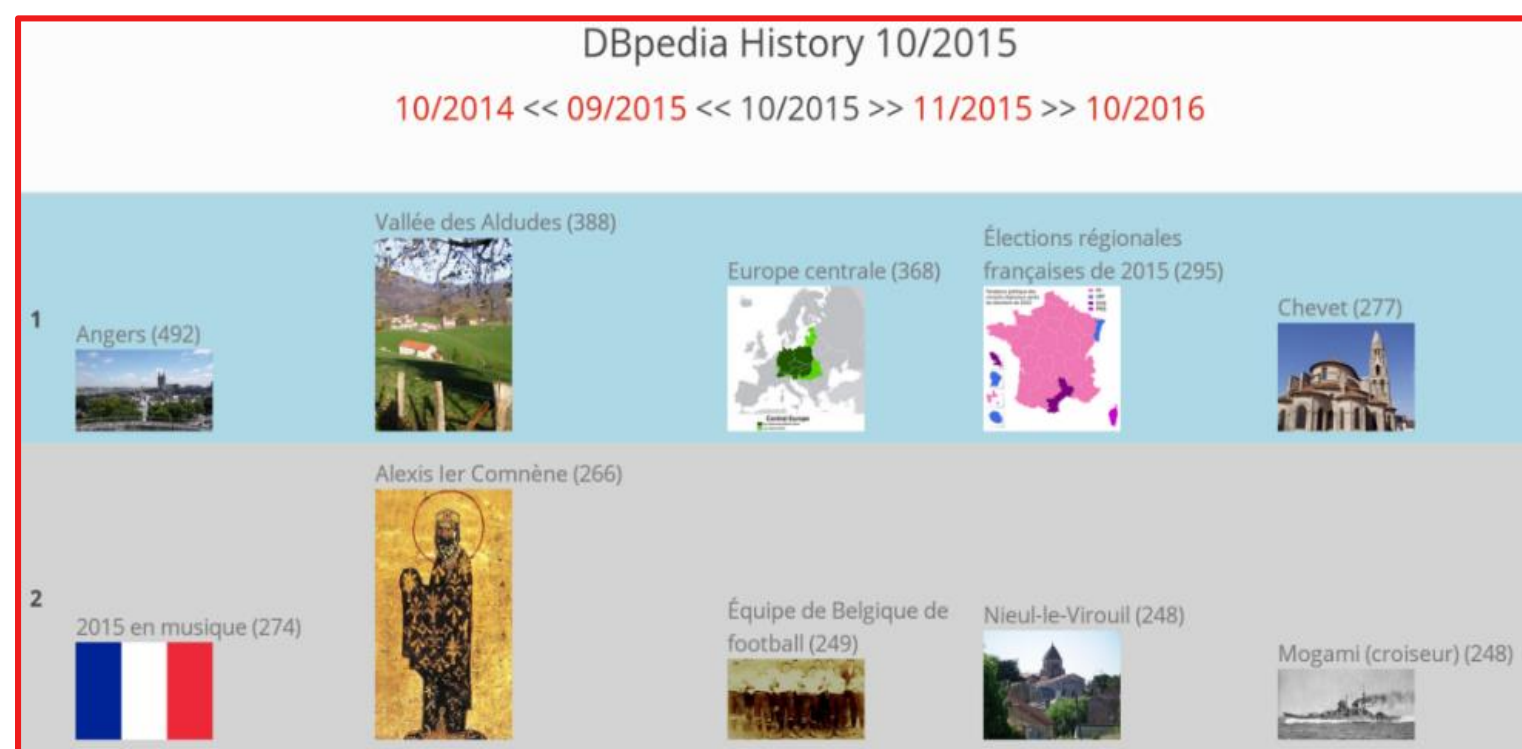 DBpedia History 10/2015
10/2014 << 09/2015 << 10/2015 >> 11/2015 >> 10/2016
1
Angers (492)
Vallée des Aldudes (388)
Europe centrale (368)
Central Europe
Élections régionales
françaises de 2015 (295)
Chevet (277)
2
2015 en musique (274)
Alexis Ier Comnène (266)
Équipe de Belgique de
football (249)
Nieul-le-Virouil (248)
Mogami (croiseur) (248)